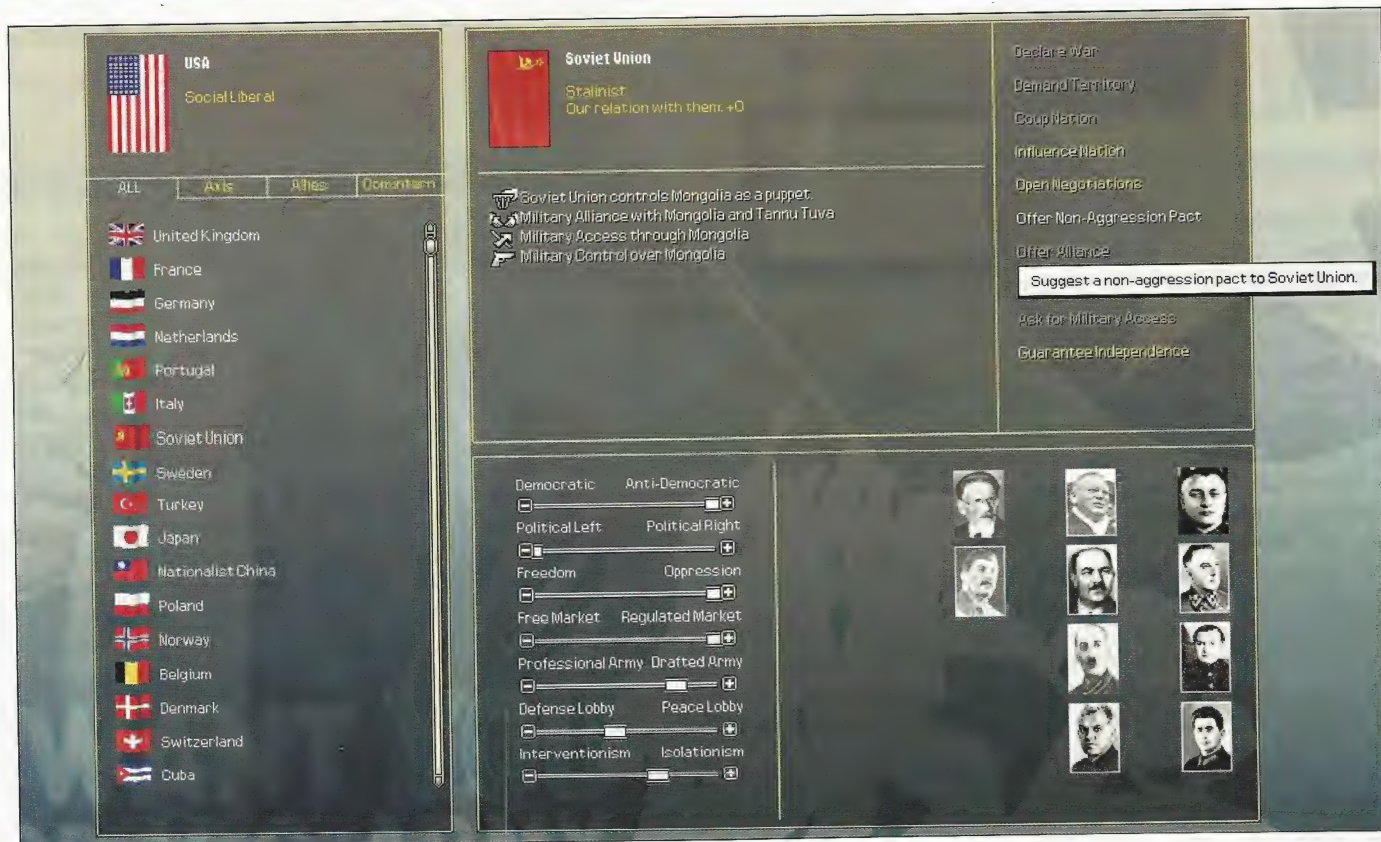 USA
Social Liberal
ALL Axis Allies Comintern
United Kingdom
France
Germany
Netherlands
Portugal
Italy
Soviet Union
Sweden
Turkey
Japan
Nationalist China
Poland
Norway
Belgium
Denmark
Switzerland
Cuba
Soviet Union
Stalinist
Our relation with them: +0
Soviet Union controls Mongolia as a puppet.
Military Alliance with Mongolia and Tannu Tuva
Military Access through Mongolia
Military Control over Mongolia
Declare War
Demand Territory
Coup Nation
Influence Nation
Open Negotiations
Offer Non-Aggression Pact
Offer Alliance
Suggest a non-aggression pact to Soviet Union.
Ask for Military Access
Guarantee Independence
Democratic Anti-Democratic
Political Left Political Right
Freedom Oppression
Free Market Regulated Market
Professional Army Drafted Army
Defense Lobby Peace Lobby
Interventionism Isolationism